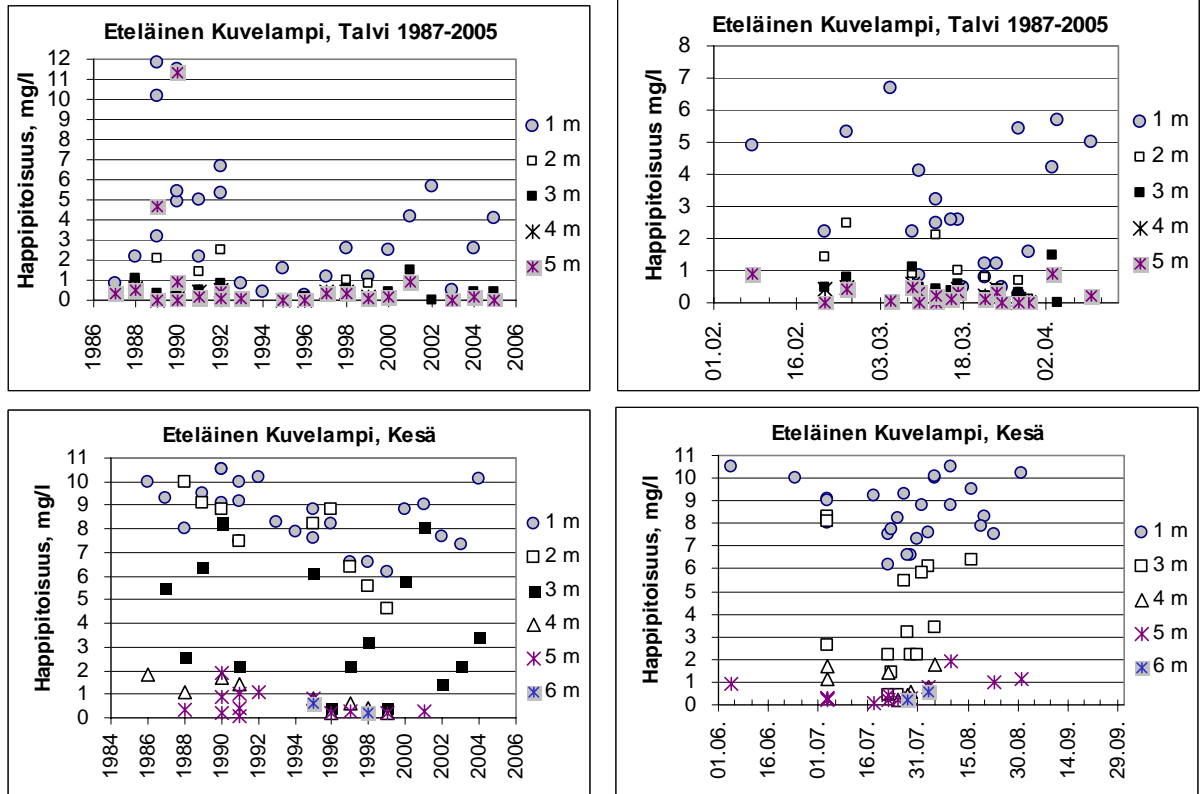 Eteläinen Kuvelampi, Talvi 1987-2005
Happipitoisuus, mg/l
12
11
10
9
8
7
6
5
4
3
2
1
0
1986
1988
1990
1992
1994
1996
1998
2000
2002
2004
2006
1 m
2 m
3 m
4 m
5 m
Eteläinen Kuvelampi, Talvi 1987-2005
Happipitoisuus mg/l
8
7
6
5
4
3
2
1
0
01.02.
16.02.
03.03.
18.03.
02.04.
1 m
2 m
3 m
4 m
5 m
Eteläinen Kuvelampi, Kesä
Happipitoisuus, mg/l
11
10
9
8
7
6
5
4
3
2
1
0
1984
1986
1988
1990
1992
1994
1996
1998
2000
2002
2004
2006
1 m
2 m
3 m
4 m
5 m
6 m
Eteläinen Kuvelampi, Kesä
Happipitoisuus, mg/l
11
10
9
8
7
6
5
4
3
2
1
0
01.06.
16.06.
01.07.
16.07.
31.07.
15.08.
30.08.
14.09.
29.09.
1 m
3 m
4 m
5 m
6 m